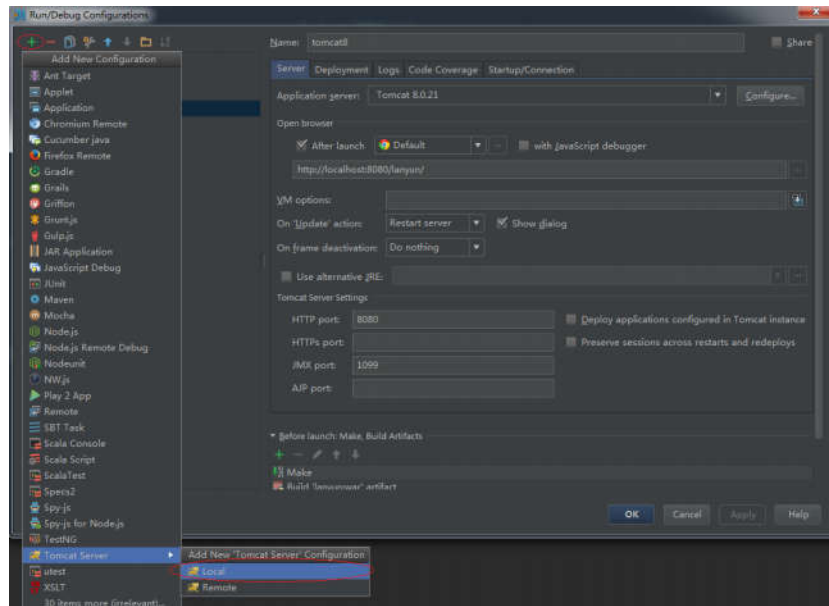 Run/Debug Configurations
Add New Configuration
Ant Target
Applet
Application
Chromium Remote
Cucumber java
Firefox Remote
Gradle
Grails
Griffon
Grunt.js
Gulp.js
JAR Application
JavaScript Debug
JUnit
Maven
Mocha
Node.js
Node.js Remote Debug
Nodeunit
NW.js
Play 2 App
Remote
SBT Task
Scala Console
Scala Script
ScalaTest
Specs2
Spy-js
Spy-js for Node.js
TestNG
Tomcat Server
utest
XSLT
30 items more (irrelevant)...
Add New 'Tomcat Server' Configuration
Local
Remote
Name: tomcat8 Share
Server Deployment Logs Code Coverage Startup/Connection
Application server: Tomcat 8.0.21 Configure...
Open browser
After launch Default with JavaScript debugger
http://localhost:8080/lanyun/
VM options:
On 'Update' action: Restart server Show dialog
On frame deactivation: Do nothing
Use alternative JRE:
Tomcat Server Settings
HTTP port: 8080 Deploy applications configured in Tomcat instance
HTTPs port: Preserve sessions across restarts and redeploys
JMX port: 1099
AJP port:
Before launch: Make, Build Artifacts
Make
Build artifact
OK Cancel Apply Help